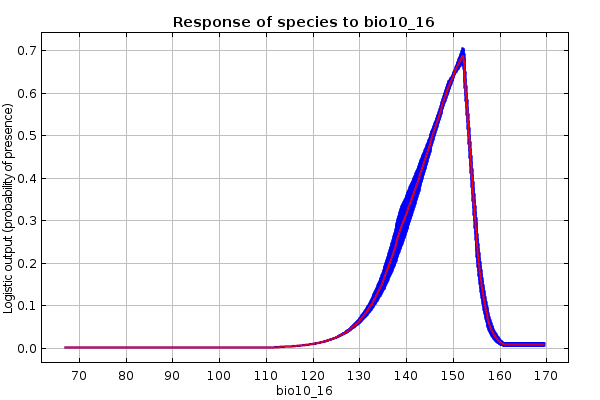 Response of species to bio10_16
Logistic output (probability of presence)
0.7
0.6
0.5
0.4
0.3
0.2
0.1
0.0
70 80 90 100 110 120 130 140 150 160 170
bio10_16